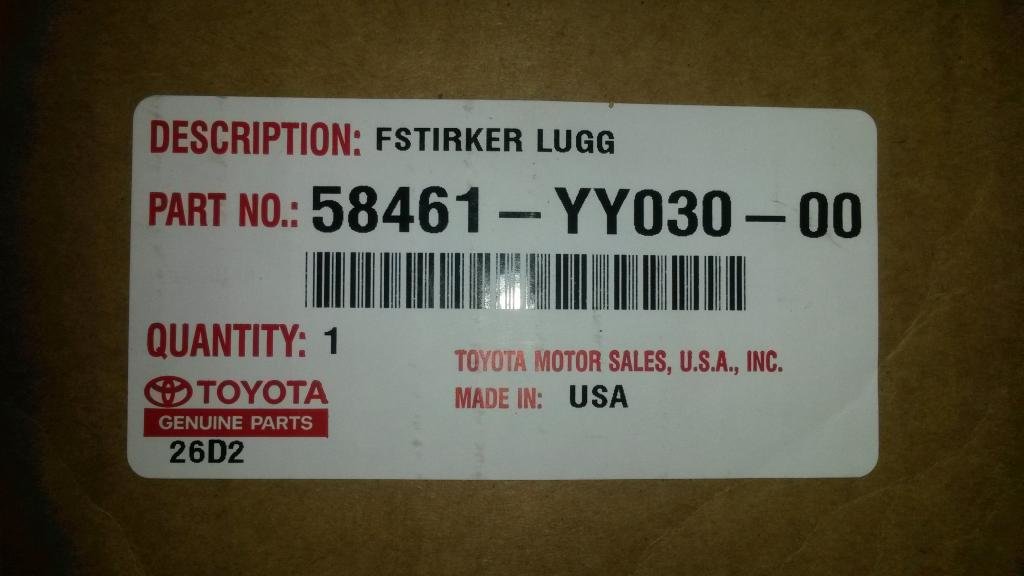 DESCRIPTION: FSTIRKER LUGG
PART NO.: 58461-YY030-00
QUANTITY: 1
TOYOTA MOTOR SALES, U.S.A., INC.
MADE IN: USA
TOYOTA
GENUINE PARTS
26D2